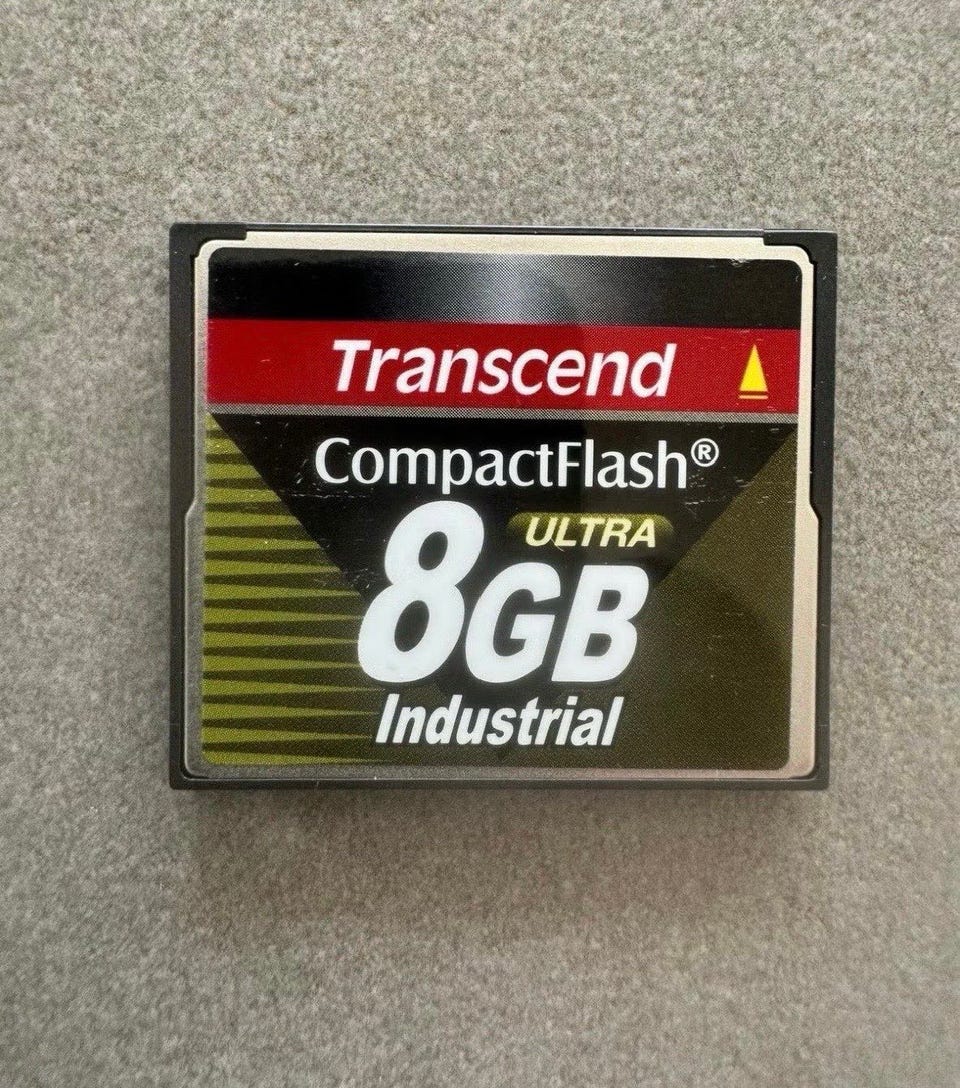 Transcend
CompactFlash®
ULTRA
8GB
Industrial